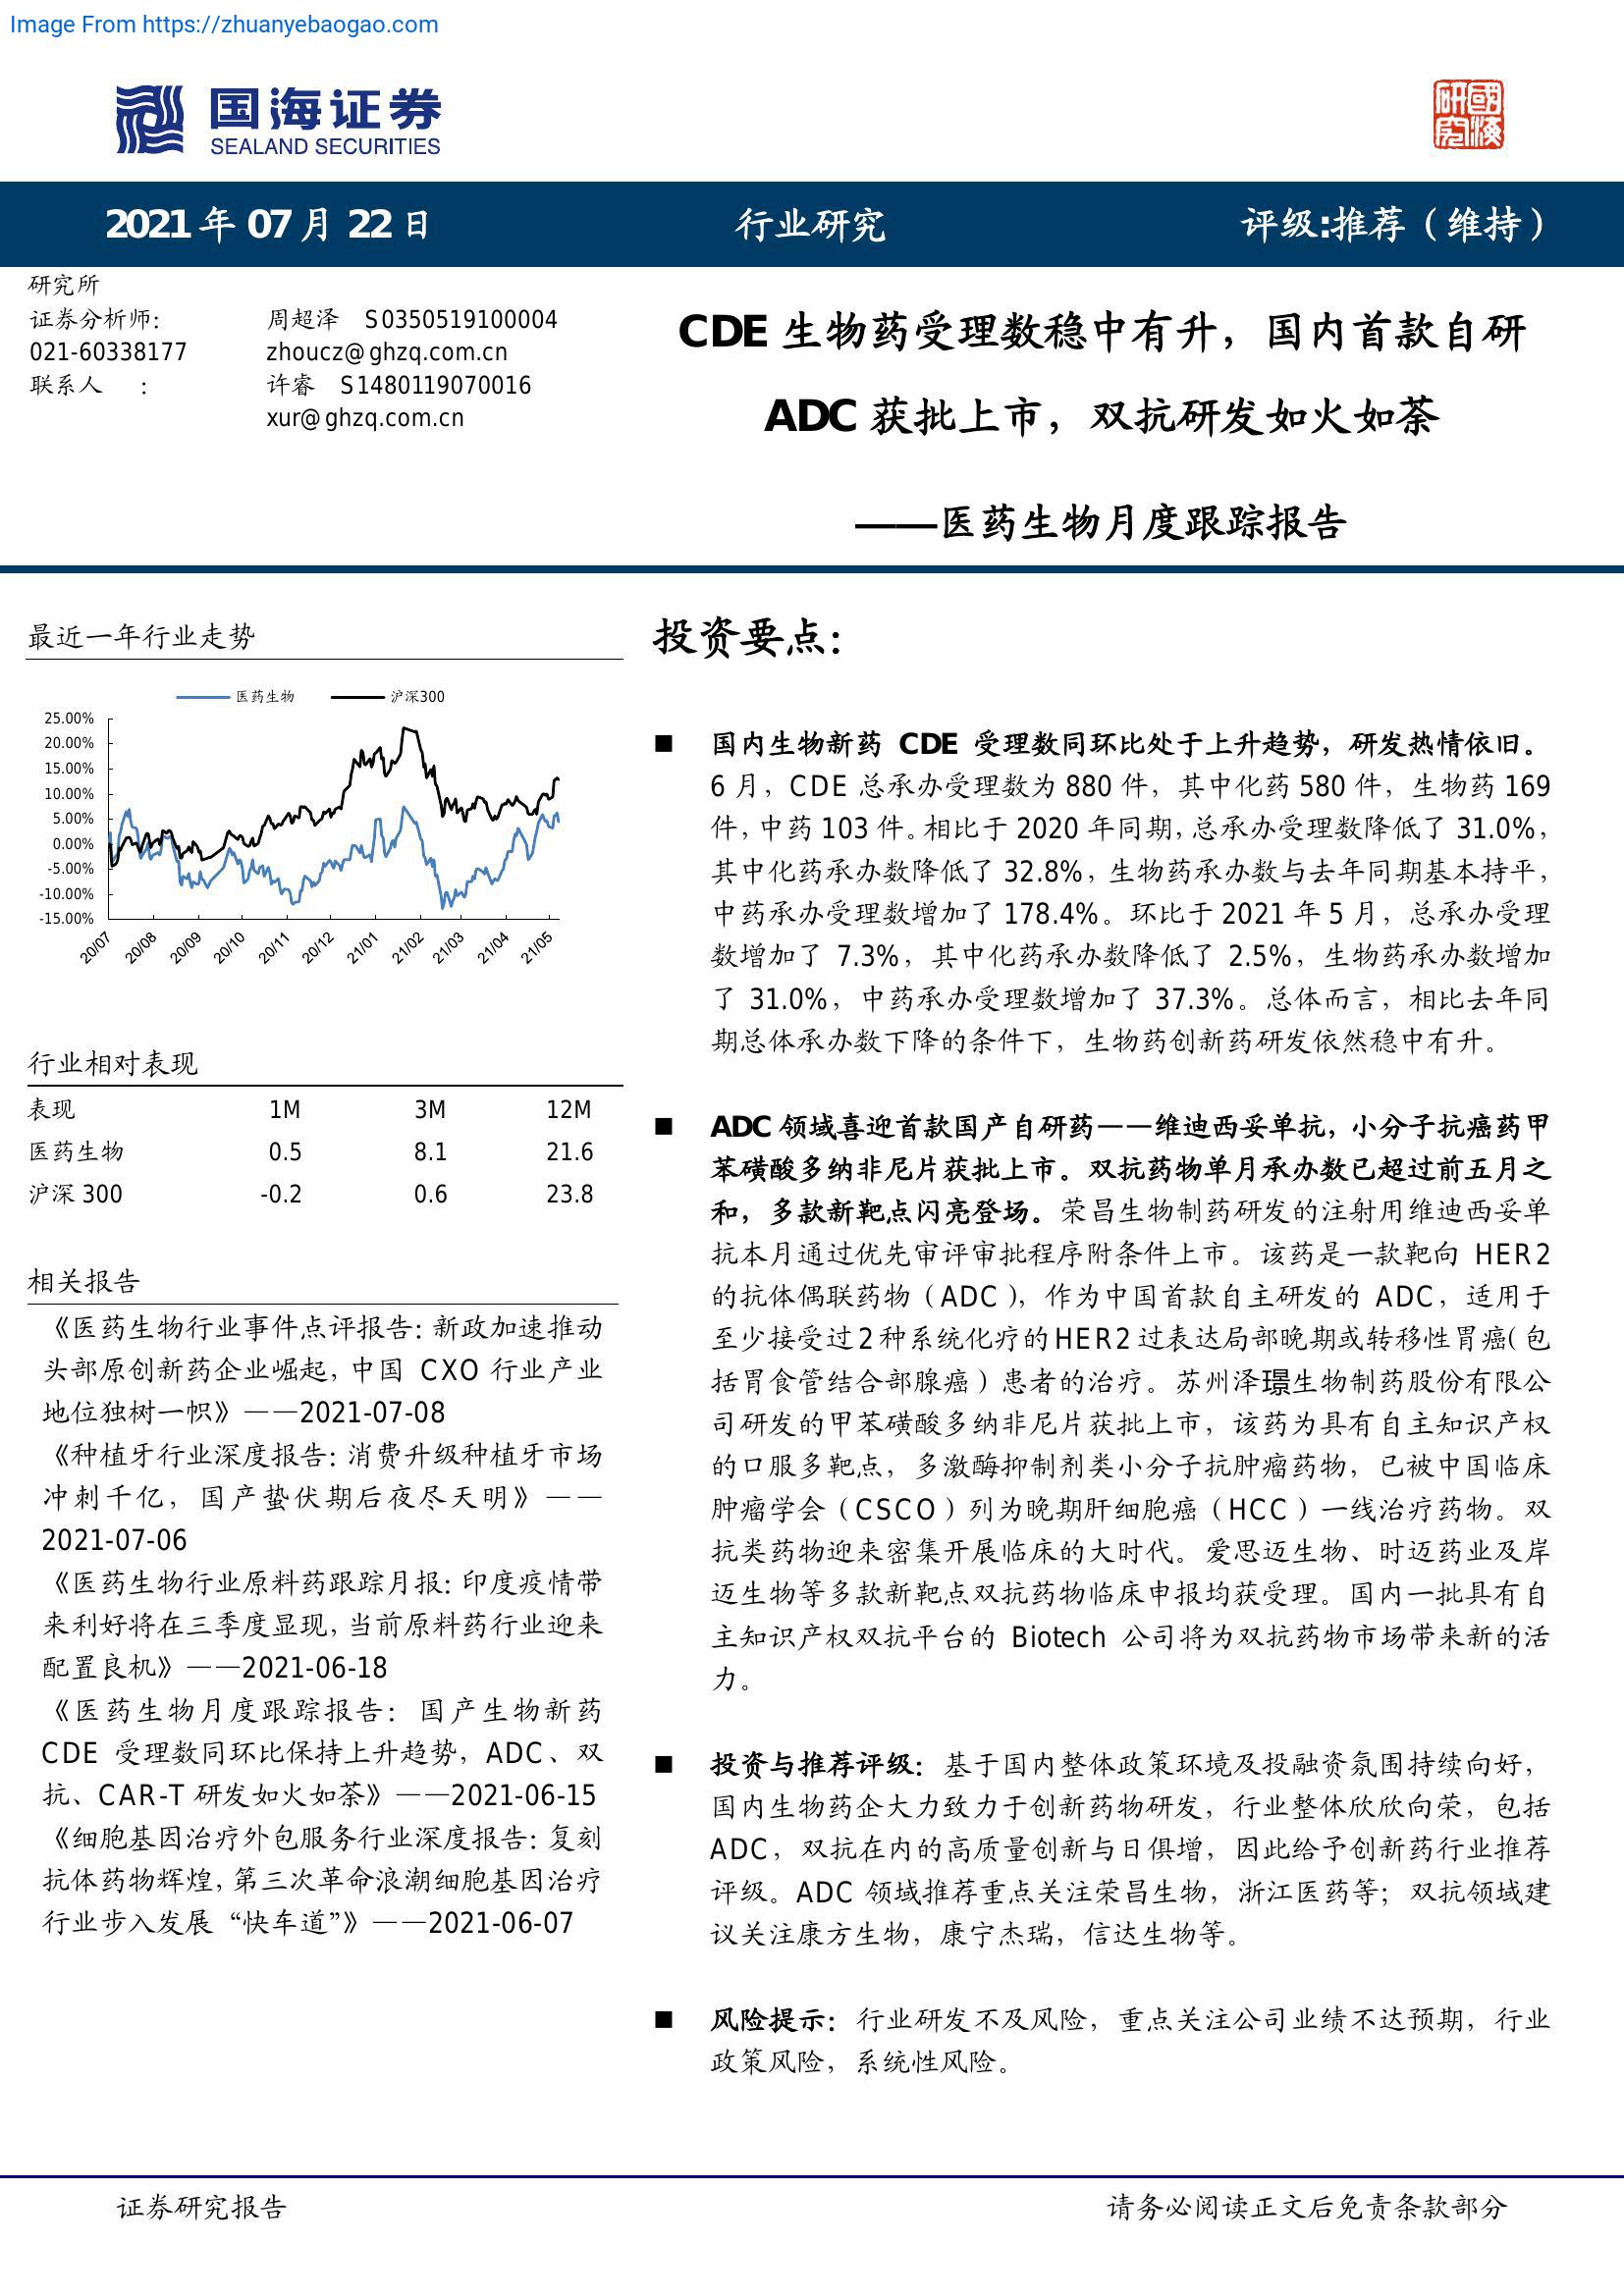 Image From https://zhuanyebaogao.com
国海证券
SEALAND SECURITIES
國海研究
2021 年 07 月 22 日
行业研究
评级:推荐（维持）
研究所
证券分析师： 周超泽 S0350519100004
021-60338177 zhoucz@ghzq.com.cn
联系人 ： 许睿 S1480119070016
xur@ghzq.com.cn
CDE 生物药受理数稳中有升，国内首款自研
ADC 获批上市，双抗研发如火如荼
——医药生物月度跟踪报告
最近一年行业走势
医药生物 沪深300
25.00%
20.00%
15.00%
10.00%
5.00%
0.00%
-5.00%
-10.00%
-15.00%
20/07 20/08 20/09 20/10 20/11 20/12 21/01 21/02 21/03 21/04 21/05
行业相对表现
表现 1M 3M 12M
医药生物 0.5 8.1 21.6
沪深 300 -0.2 0.6 23.8
相关报告
《医药生物行业事件点评报告：新政加速推动
头部原创新药企业崛起，中国 CXO 行业产业
地位独树一帜》——2021-07-08
《种植牙行业深度报告：消费升级种植牙市场
冲刺千亿，国产蛰伏期后夜尽天明》——
2021-07-06
《医药生物行业原料药跟踪月报：印度疫情带
来利好将在三季度显现，当前原料药行业迎来
配置良机》——2021-06-18
《医药生物月度跟踪报告：国产生物新药
CDE 受理数同环比保持上升趋势，ADC、双
抗、CAR-T 研发如火如荼》——2021-06-15
《细胞基因治疗外包服务行业深度报告：复刻
抗体药物辉煌，第三次革命浪潮细胞基因治疗
行业步入发展“快车道”》——2021-06-07
投资要点：
■ 国内生物新药 CDE 受理数同环比处于上升趋势，研发热情依旧。
6 月，CDE 总承办受理数为 880 件，其中化药 580 件，生物药 169
件，中药 103 件。相比于 2020 年同期，总承办受理数降低了 31.0%，
其中化药承办数降低了 32.8%，生物药承办数与去年同期基本持平，
中药承办受理数增加了 178.4%。环比于 2021 年 5 月，总承办受理
数增加了 7.3%，其中化药承办数降低了 2.5%，生物药承办数增加
了 31.0%，中药承办受理数增加了 37.3%。总体而言，相比去年同
期总体承办数下降的条件下，生物药创新药研发依然稳中有升。
■ ADC 领域喜迎首款国产自研药——维迪西妥单抗，小分子抗癌药甲
苯磺酸多纳非尼片获批上市。双抗药物单月承办数已超过前五月之
和，多款新靶点闪亮登场。荣昌生物制药研发的注射用维迪西妥单
抗本月通过优先审评审批程序附条件上市。该药是一款靶向 HER2
的抗体偶联药物（ADC），作为中国首款自主研发的 ADC，适用于
至少接受过 2 种系统化疗的 HER2 过表达局部晚期或转移性胃癌（包
括胃食管结合部腺癌）患者的治疗。苏州泽璟生物制药股份有限公
司研发的甲苯磺酸多纳非尼片获批上市，该药为具有自主知识产权
的口服多靶点，多激酶抑制剂类小分子抗肿瘤药物，已被中国临床
肿瘤学会（CSCO）列为晚期肝细胞癌（HCC）一线治疗药物。双
抗类药物迎来密集开展临床的大时代。爱思迈生物、时迈药业及岸
迈生物等多款新靶点双抗药物临床申报均获受理。国内一批具有自
主知识产权双抗平台的 Biotech 公司将为双抗药物市场带来新的活
力。
■ 投资与推荐评级：基于国内整体政策环境及投融资氛围持续向好，
国内生物药企大力致力于创新药物研发，行业整体欣欣向荣，包括
ADC，双抗在内的高质量创新与日俱增，因此给予创新药行业推荐
评级。ADC 领域推荐重点关注荣昌生物，浙江医药等；双抗领域建
议关注康方生物，康宁杰瑞，信达生物等。
■ 风险提示：行业研发不及风险，重点关注公司业绩不达预期，行业
政策风险，系统性风险。
证券研究报告
请务必阅读正文后免责条款部分